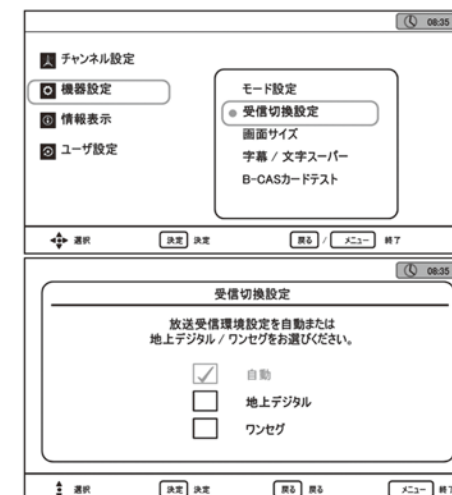 08:35
チャンネル設定
機器設定
情報表示
ユーザ設定
モード設定
受信切換設定
画面サイズ
字幕 / 文字スーパー
B-CASカードテスト
選択 決定 決定 戻る / メニュー 終了
08:35
受信切換設定
放送受信環境設定を自動または
地上デジタル / ワンセグをお選びください。
自動
地上デジタル
ワンセグ
選択 決定 決定 戻る 戻る メニュー 終了